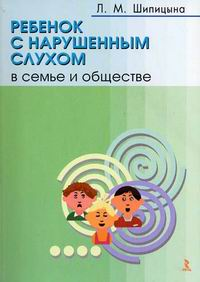 Л. М. Шипицына
РЕБЕНОК
С НАРУШЕННЫМ
СЛУХОМ
в семье и обществе